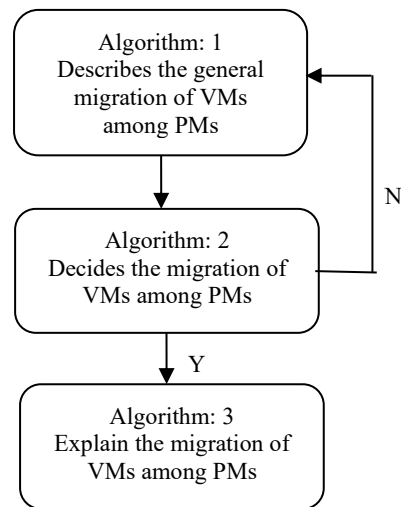 Algorithm: 1
Describes the general
migration of VMs
among PMs
N
Algorithm: 2
Decides the migration of
VMs among PMs
Y
Algorithm: 3
Explain the migration of
VMs among PMs